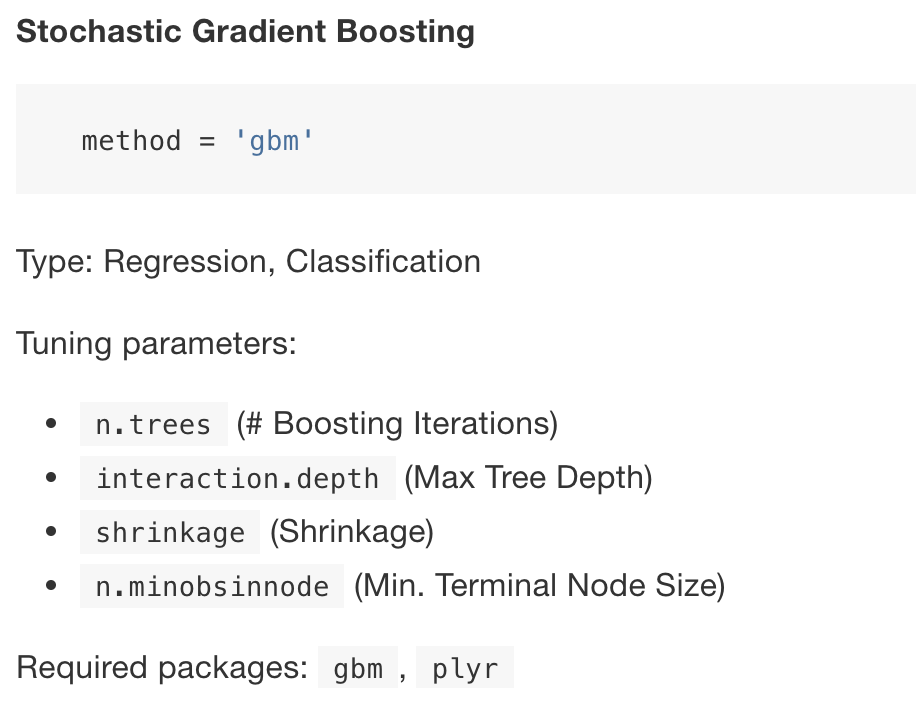 Stochastic Gradient Boosting
method = 'gbm'
Type: Regression, Classification
Tuning parameters:
• n.trees (# Boosting Iterations)
• interaction.depth (Max Tree Depth)
• shrinkage (Shrinkage)
• n.minobsinnode (Min. Terminal Node Size)
Required packages: gbm , plyr